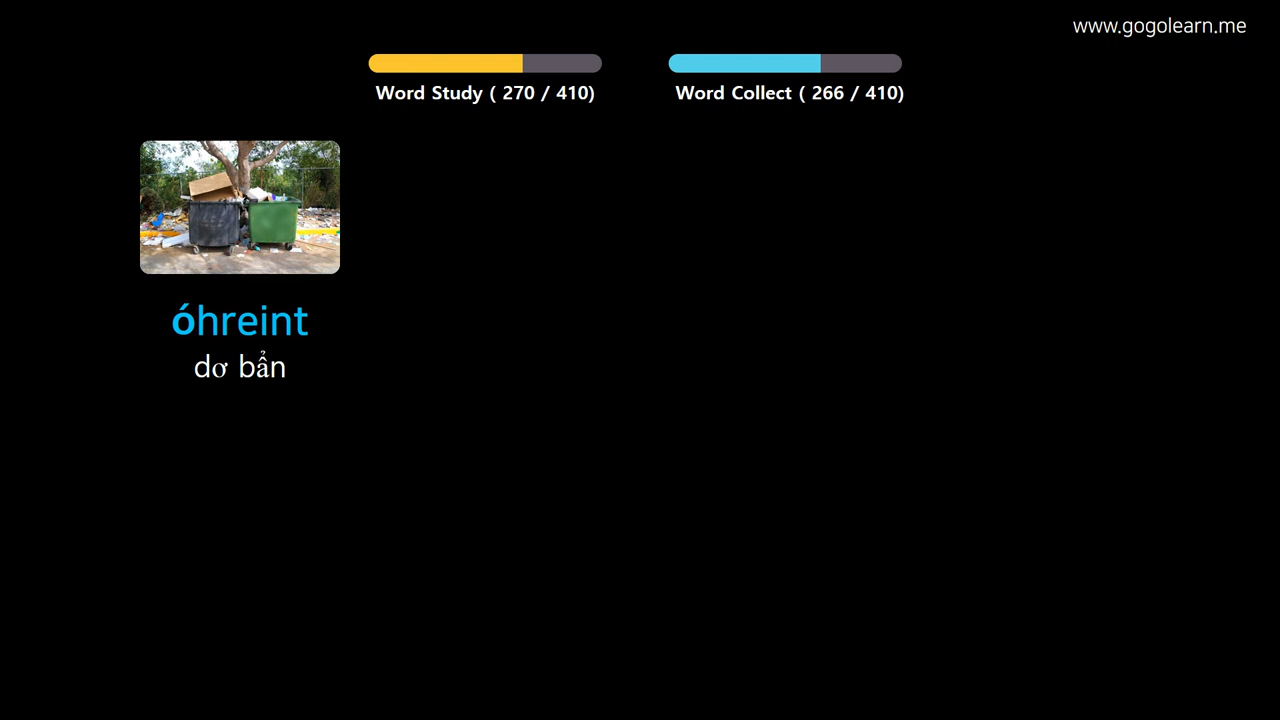 www.gogolearn.me
Word Study ( 270 / 410)
Word Collect ( 266 / 410)
óhreint
dơ bẩn